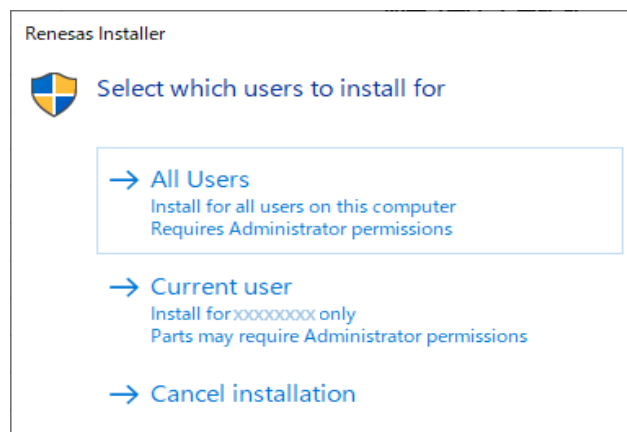 Renesas Installer
Select which users to install for
All Users
Install for all users on this computer
Requires Administrator permissions
Current user
Install for xxxxxxxx only
Parts may require Administrator permissions
Cancel installation